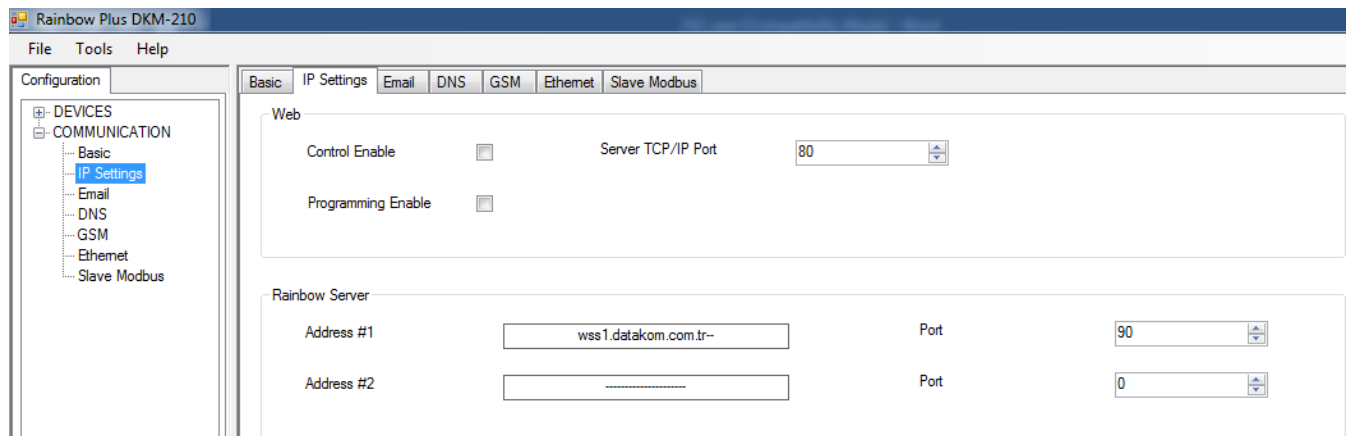 Rainbow Plus DKM-210
File Tools Help
Configuration
DEVICES
COMMUNICATION
Basic
IP Settings
Email
DNS
GSM
Ethernet
Slave Modbus
Basic IP Settings Email DNS GSM Ethernet Slave Modbus
Web
Control Enable Server TCP/IP Port 80
Programming Enable
Rainbow Server
Address #1 wss1.datakom.com.tr-- Port 90
Address #2 --------------------- Port 0